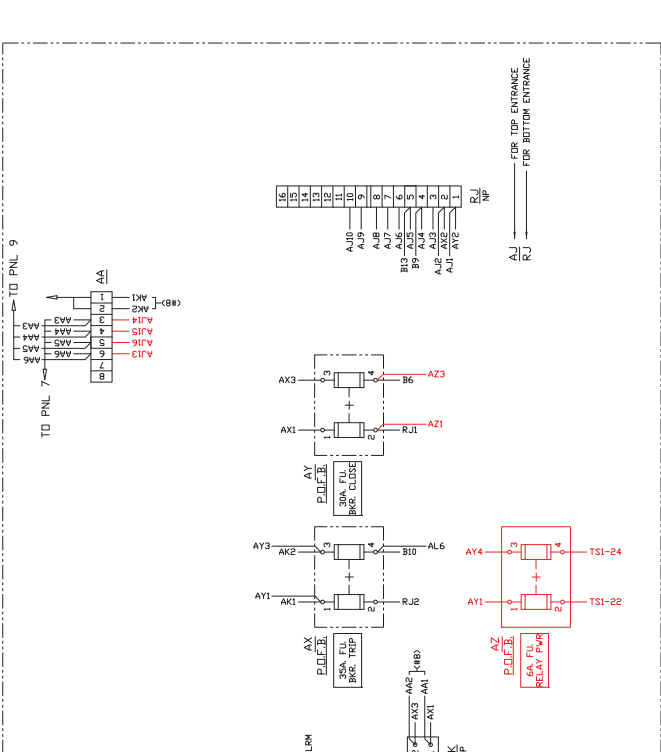 FOR TOP ENTRANCE
FOR BOTTOM ENTRANCE
AJ
RJ
16
15
14
13
12
11
10
9
8
7
6
5
4
3
2
1
RJ
NP
AJ10
AJ9
AJ8
AJ7
AJ6
B13
AJ5
B9
AJ4
AJ3
AJ2
AX2
AJ1
AY2
TO PNL 9
AA
1
2
3
4
5
6
7
8
AK1
AK2
(#8)
AJ14
AJ15
AJ16
AJ13
AA3
AA4
AA5
AA6
AA3
AA4
AA5
AA6
TO PNL 7
AX3
3
4
B6
AZ3
AX1
1
2
RJ1
AZ1
AY
P.O.F.B.
30A. FU.
BKR. CLOSE
AY3
AK2
3
4
B10
AL6
AY1
AK1
1
2
RJ2
AX
P.O.F.B.
35A. FU.
BKR. TRIP
AY4
3
4
TS1-24
AY1
1
2
TS1-22
AZ
P.O.F.B.
6A. FU.
RELAY PWR
(#8)
AA2
AA1
AX3
AX1
LRM